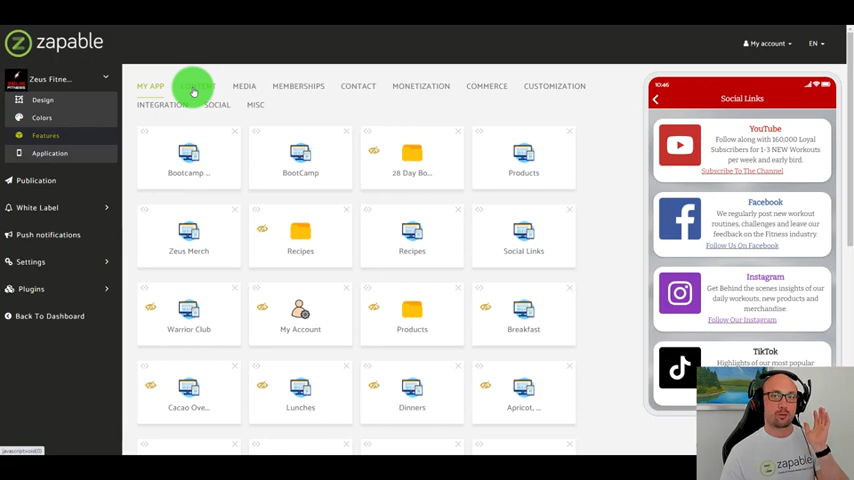 zapable
My account
EN
Zeus Fitne...
Design
Colors
Features
Application
Publication
White Label
Push notifications
Settings
Plugins
Back To Dashboard
MY APP
CONTENT
MEDIA
MEMBERSHIPS
CONTACT
MONETIZATION
COMMERCE
CUSTOMIZATION
INTEGRATION
SOCIAL
MISC
Bootcamp ...
BootCamp
28 Day Bo...
Products
Zeus Merch
Recipes
Recipes
Social Links
Warrior Club
My Account
Products
Breakfast
Cacao Ove...
Lunches
Dinners
Apricot, ...
10:46
Social Links
YouTube
Follow along with 160,000 Loyal
Subscribers for 1-3 NEW Workouts
per week and early bird.
Subscribe To The Channel
Facebook
We regularly post new workout
routines, challenges and leave our
feedback on the Fitness industry.
Follow Us On Facebook
Instagram
Get Behind the scenes insights of our
daily workouts, new products and
merchandise.
Follow Our Instagram
TikTok
Highlights of our most popular
zapable
javascript:void(0)